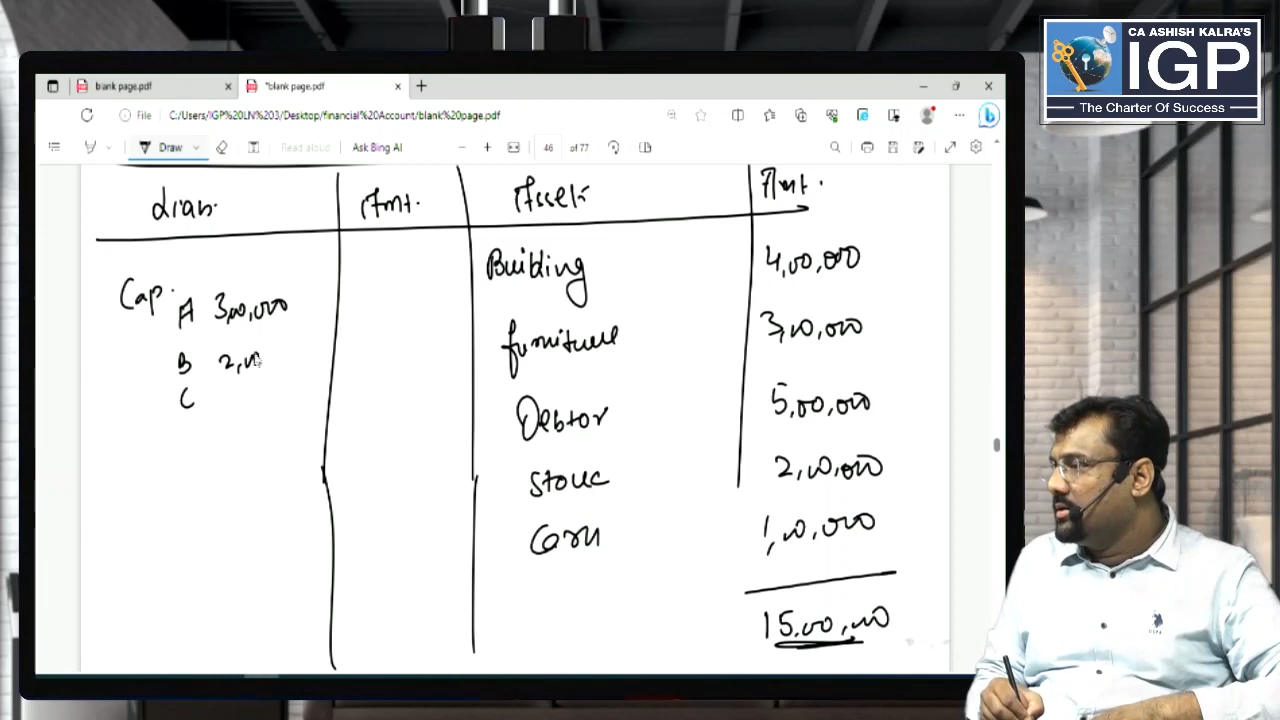 CA ASHISH KALRA'S
IGP
The Charter Of Success
blank page.pdf
*blank page.pdf
File
C:/Users/IGP%20LN%203/Desktop/financial%20Account/blank%20page.pdf
Draw
Read aloud
Ask Bing AI
46
of 77
Amt.
Asset
Amt.
Building 4,00,000
Cap. A 3,00,000
furniture 3,00,000
B 2,00
C
Debtor 5,00,000
Stock 2,00,000
Cash 1,00,000
15,00,000